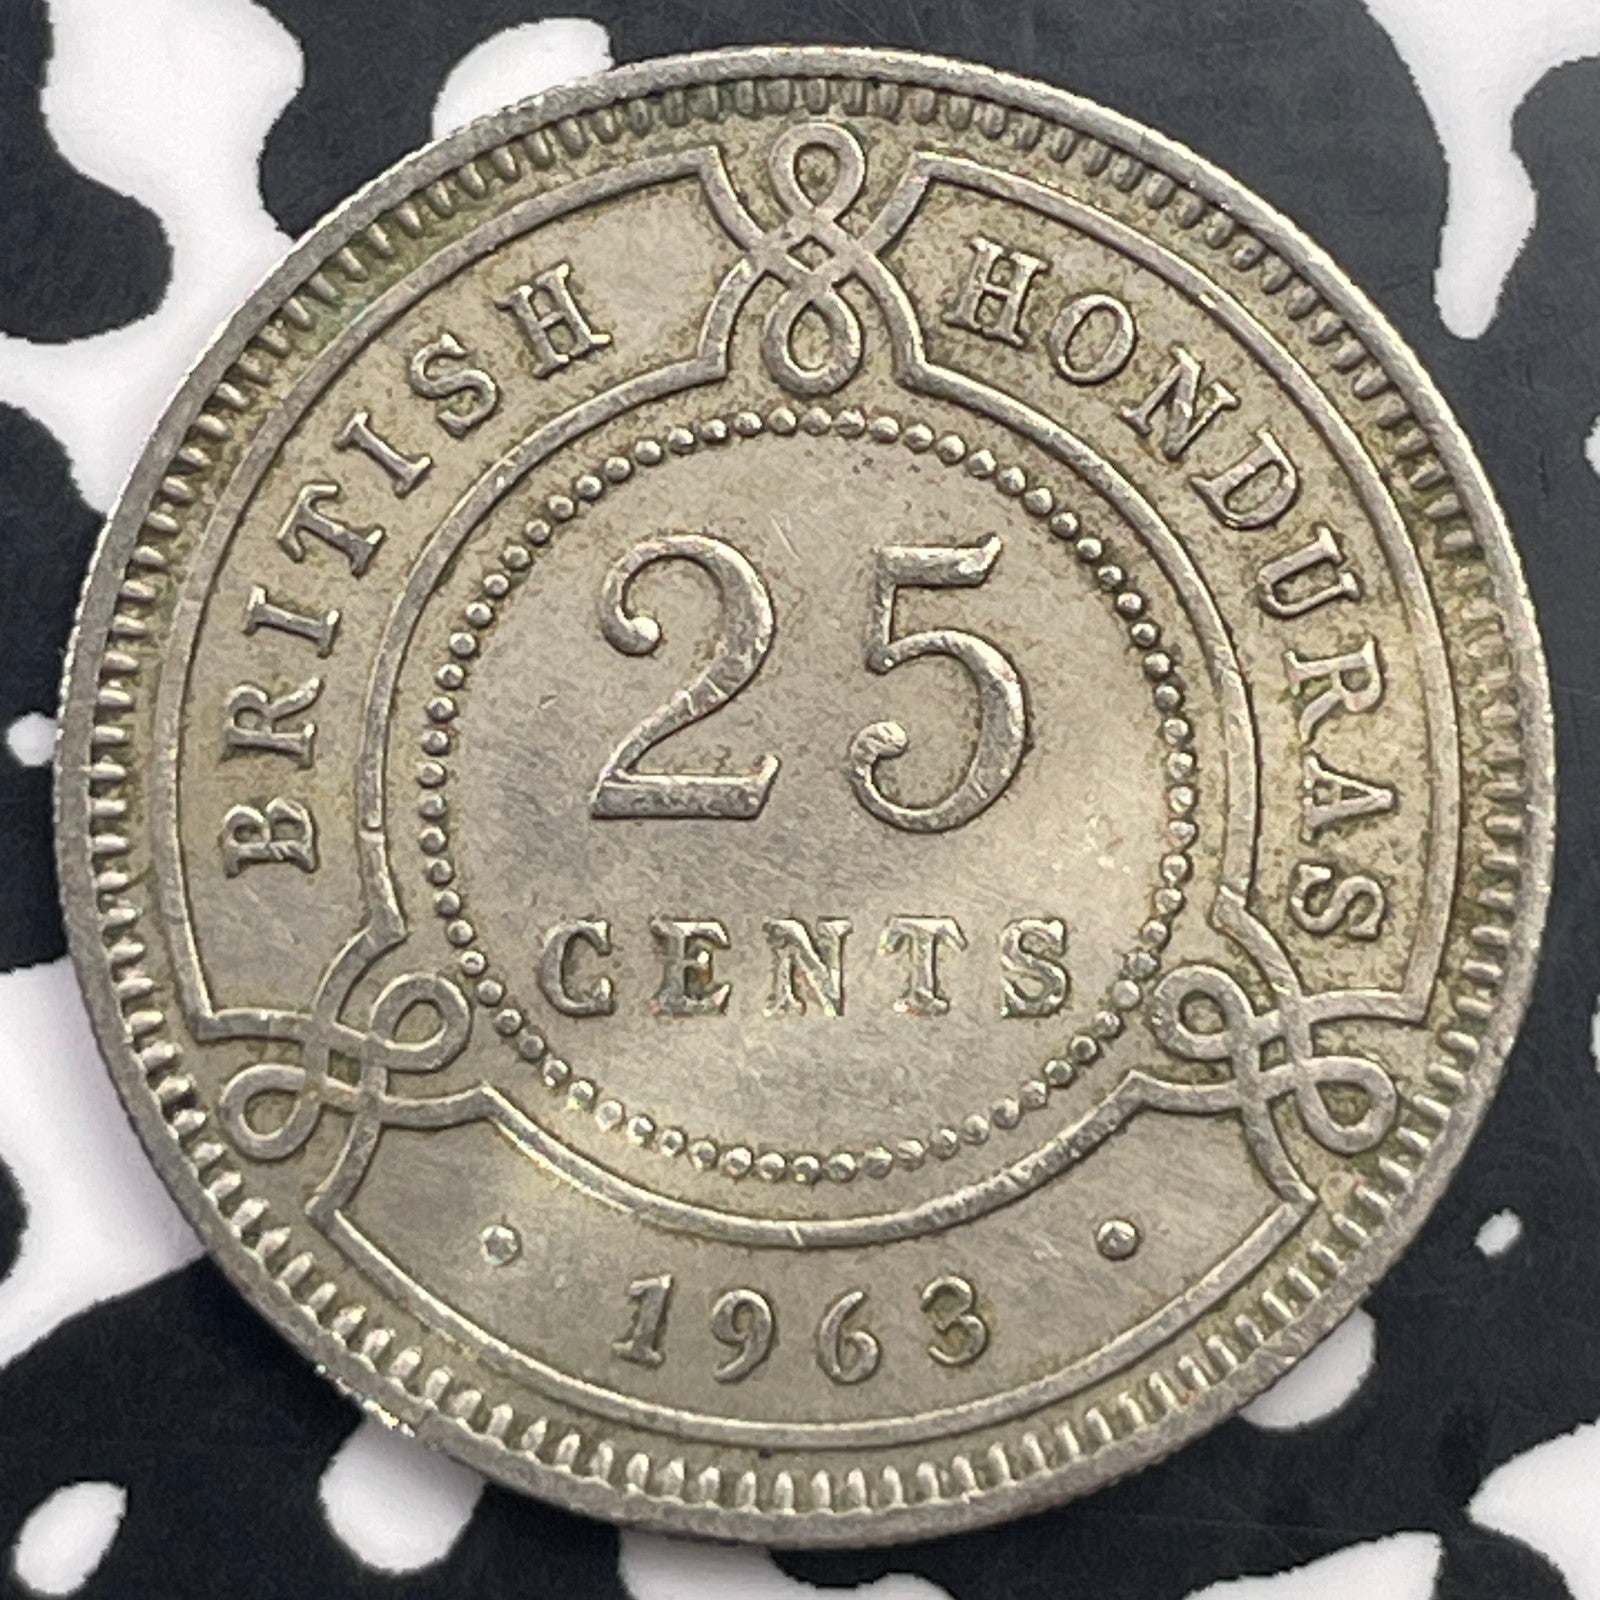 BRITISH HONDURAS
25
CENTS
· 1963 ·